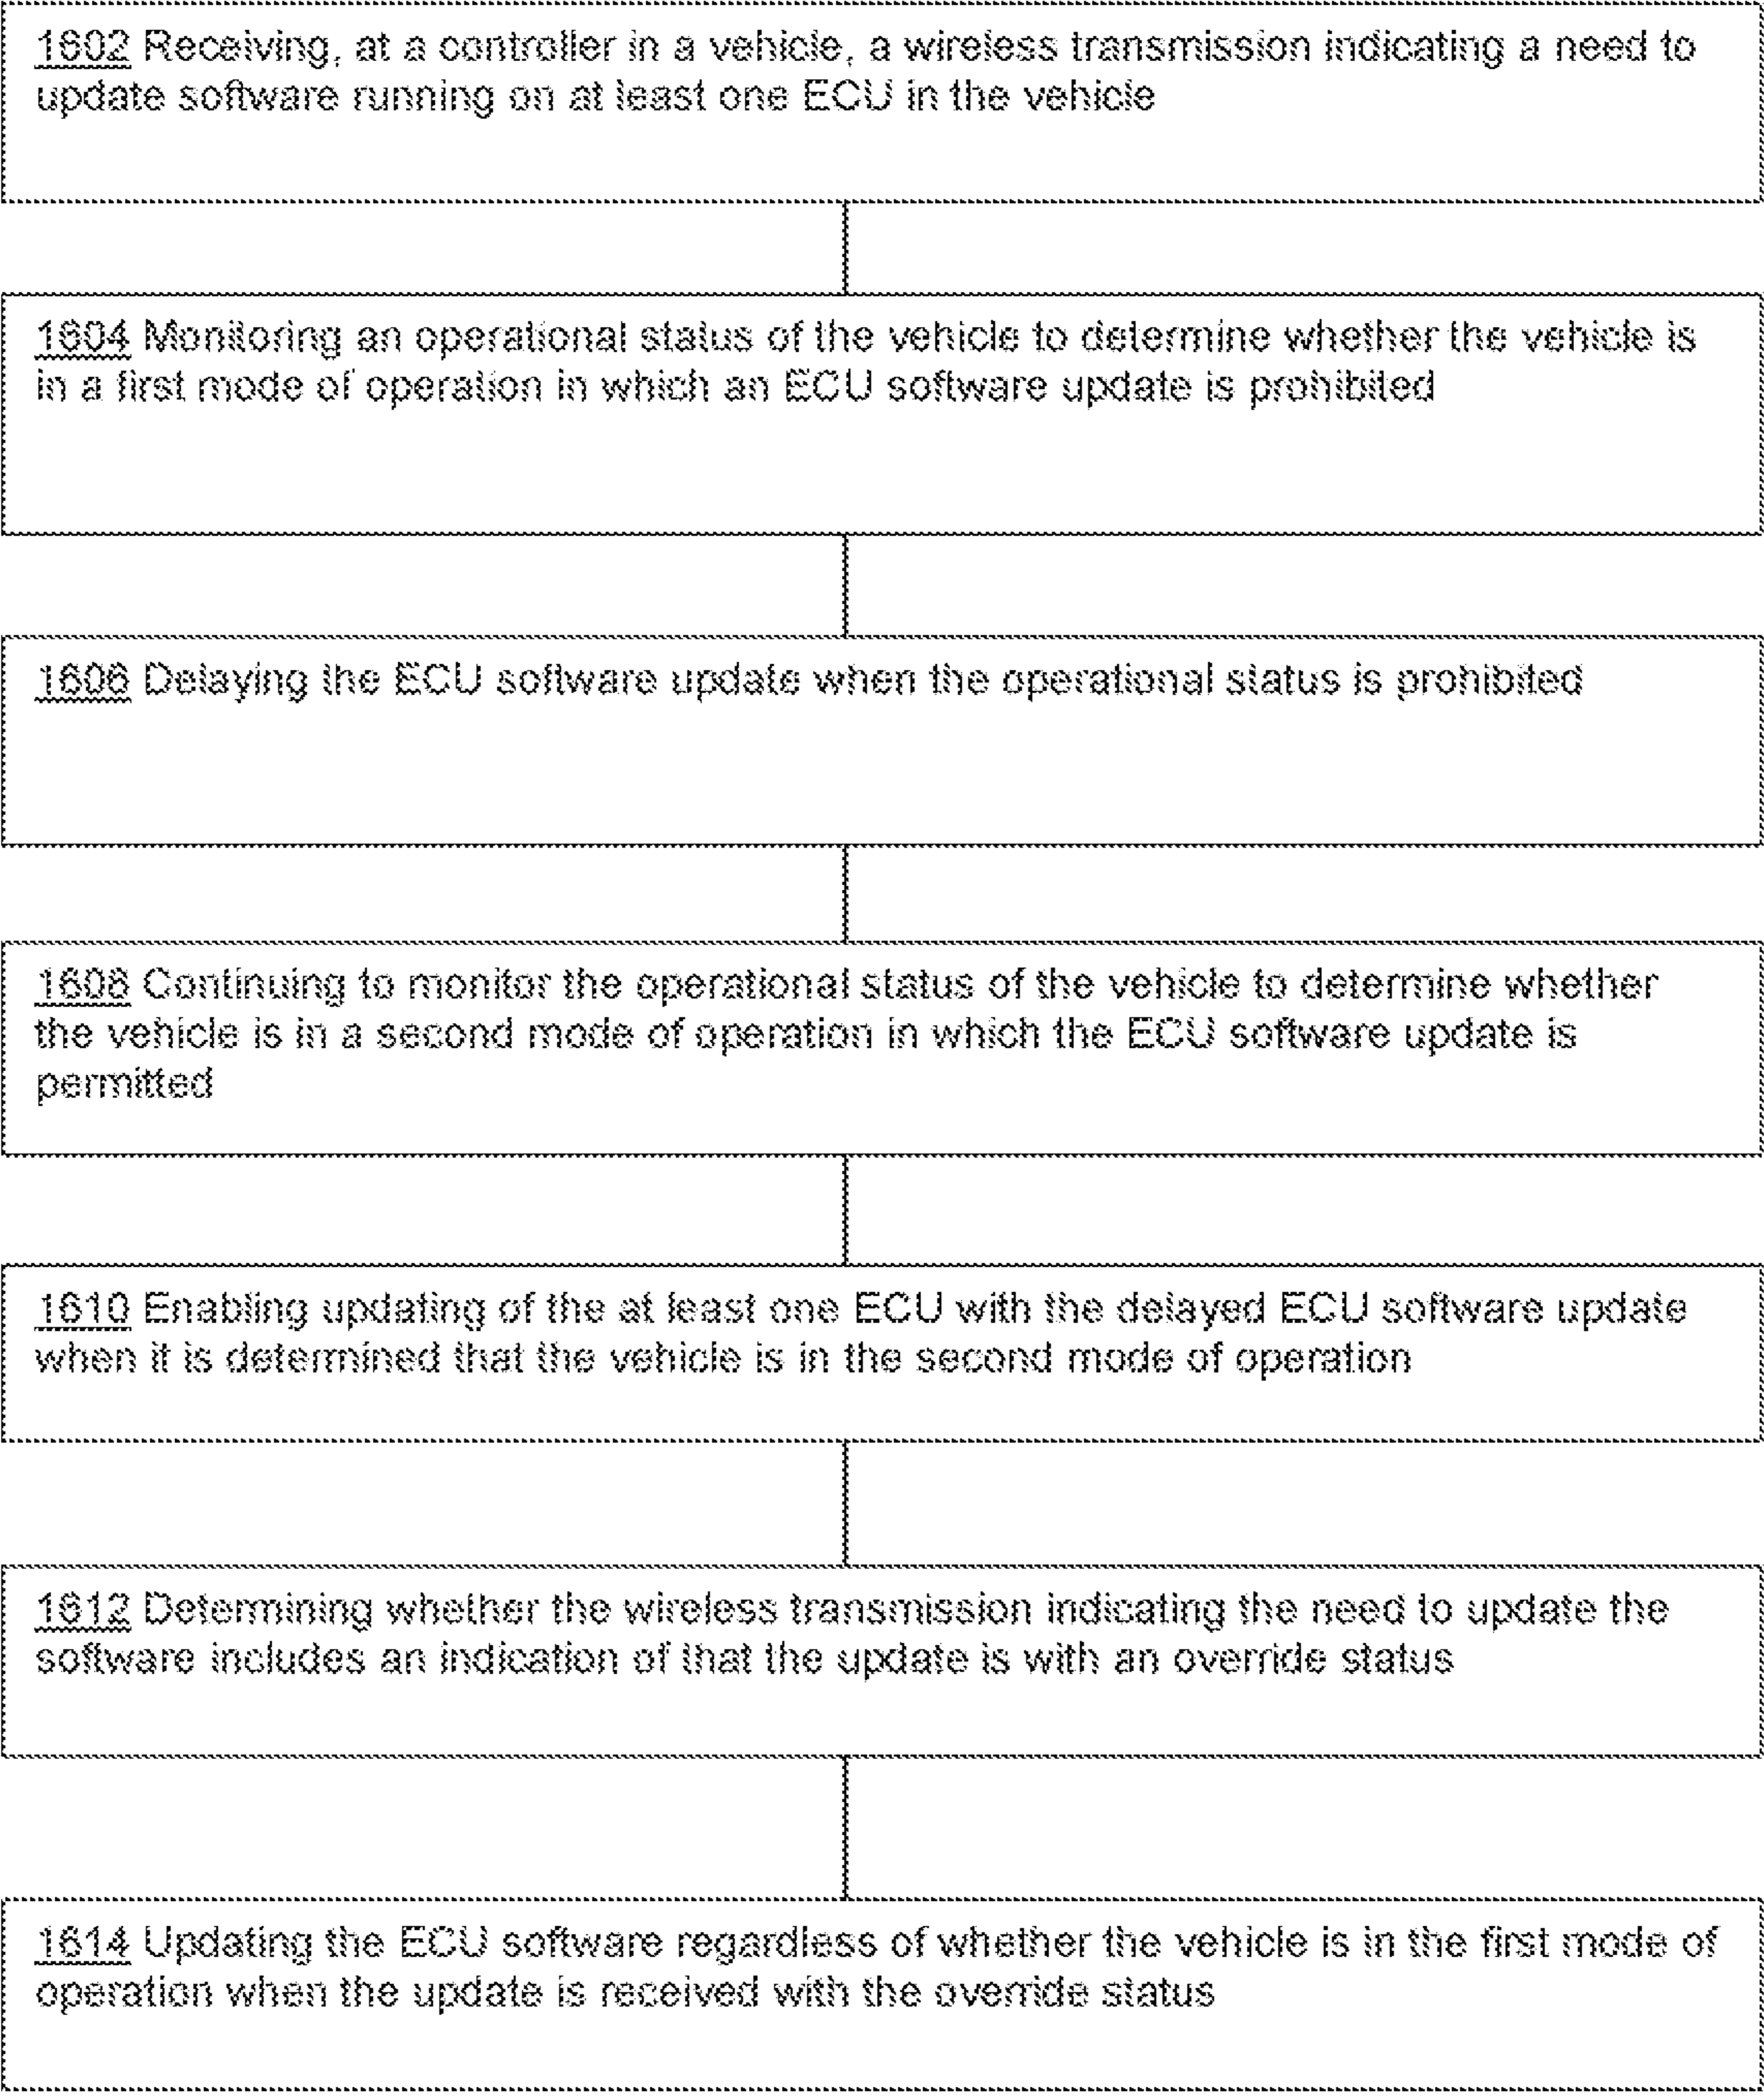 1602 Receiving, at a controller in a vehicle, a wireless transmission indicating a need to
update software running on at least one ECU in the vehicle
1604 Monitoring an operational status of the vehicle to determine whether the vehicle is
in a first mode of operation in which an ECU software update is prohibited
1606 Delaying the ECU software update when the operational status is prohibited
1608 Continuing to monitor the operational status of the vehicle to determine whether
the vehicle is in a second mode of operation in which the ECU software update is
permitted
1610 Enabling updating of the at least one ECU with the delayed ECU software update
when it is determined that the vehicle is in the second mode of operation
1612 Determining whether the wireless transmission indicating the need to update the
software includes an indication of that the update is with an override status
1614 Updating the ECU software regardless of whether the vehicle is in the first mode of
operation when the update is received with the override status